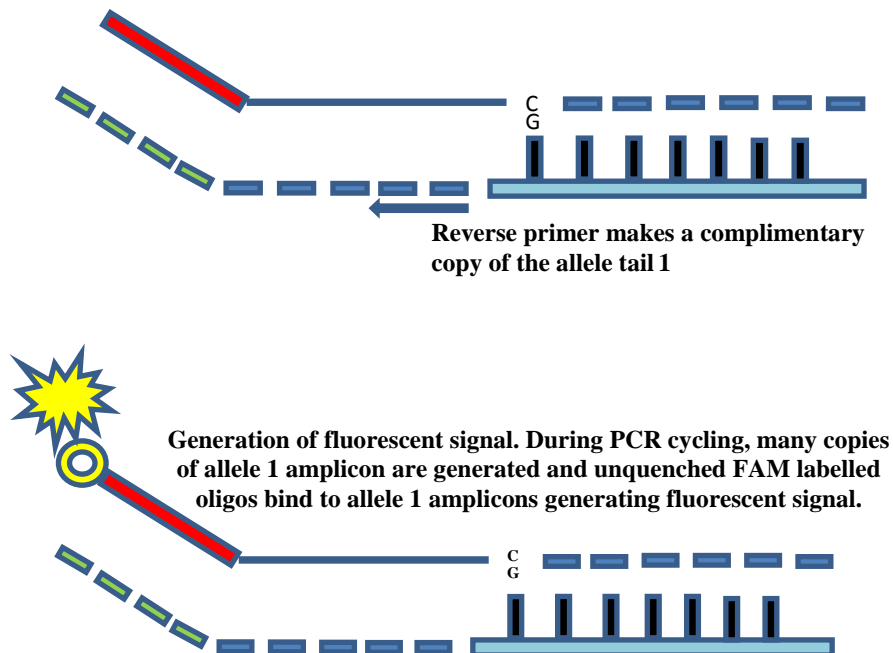 C
G
Reverse primer makes a complimentary
copy of the allele tail 1
Generation of fluorescent signal. During PCR cycling, many copies
of allele 1 amplicon are generated and unquenched FAM labelled
oligos bind to allele 1 amplicons generating fluorescent signal.
C
G